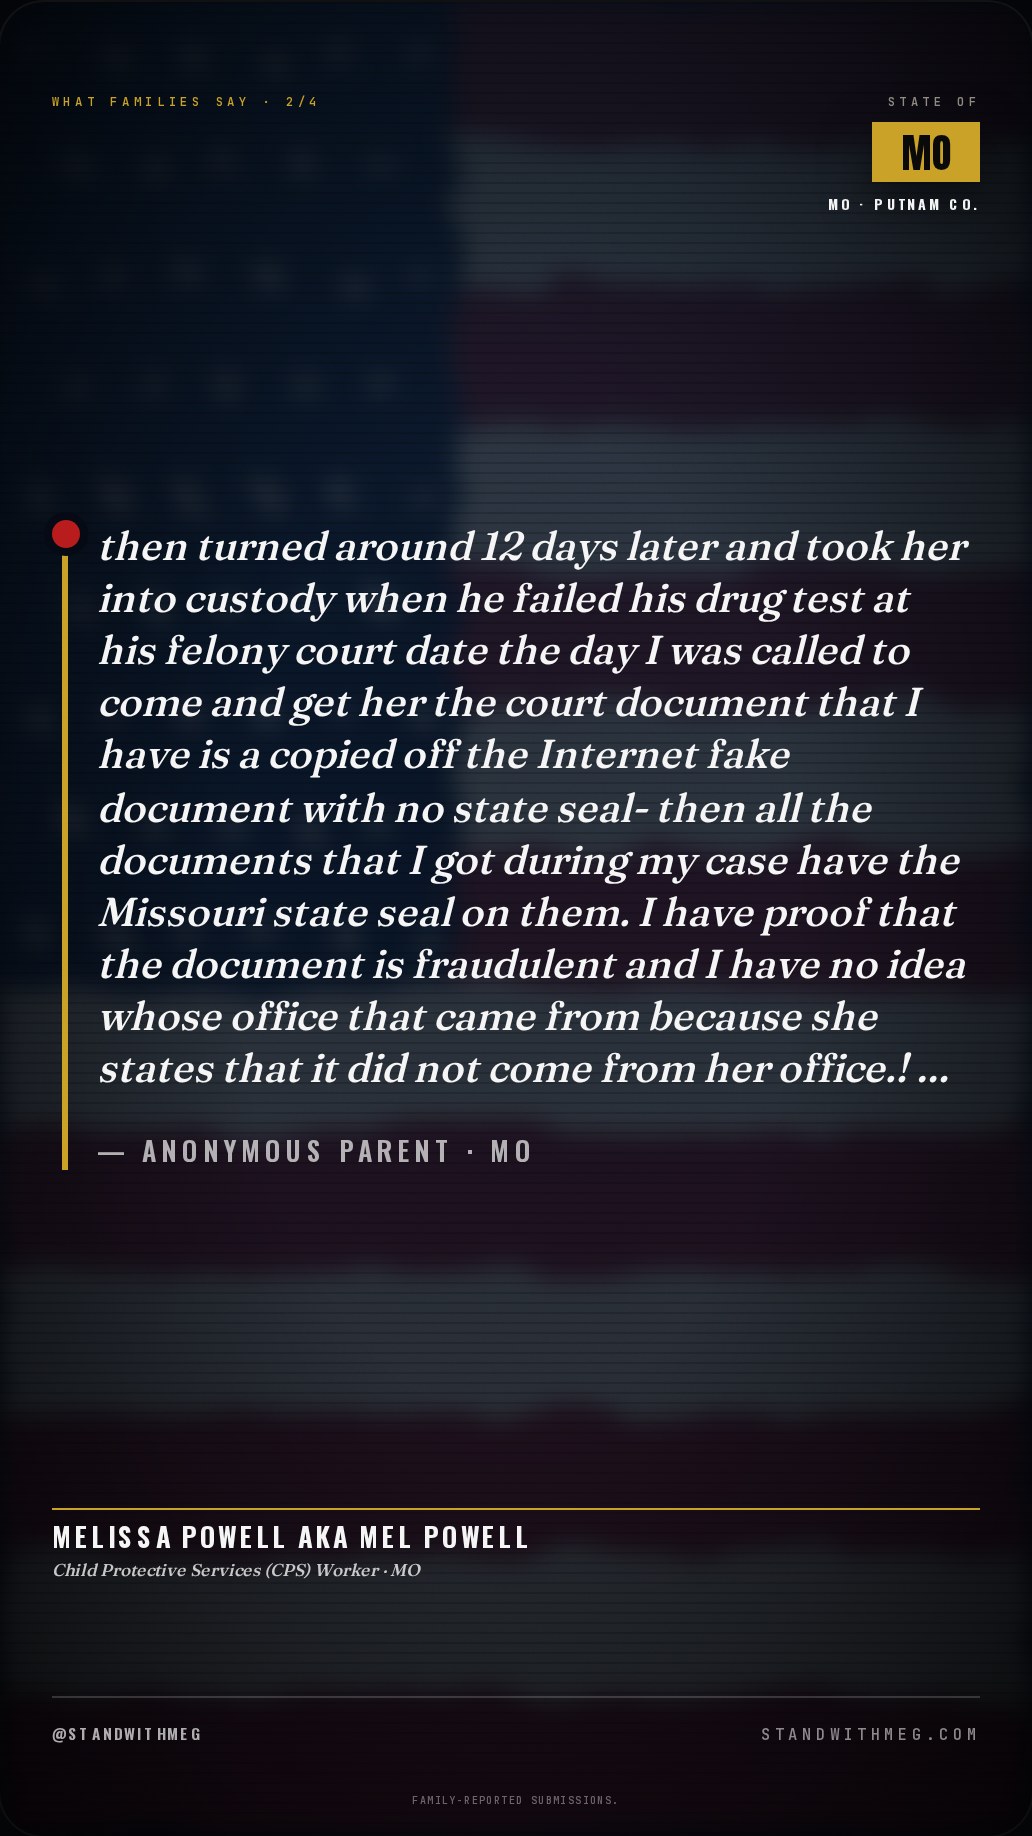 WHAT FAMILIES SAY · 2/4
STATE OF
MO
MO · PUTNAM CO.
then turned around 12 days later and took her
into custody when he failed his drug test at
his felony court date the day I was called to
come and get her the court document that I
have is a copied off the Internet fake
document with no state seal- then all the
documents that I got during my case have the
Missouri state seal on them. I have proof that
the document is fraudulent and I have no idea
whose office that came from because she
states that it did not come from her office.! ...
— ANONYMOUS PARENT · MO
MELISSA POWELL AKA MEL POWELL
Child Protective Services (CPS) Worker · MO
@STANDWITHMEG
STANDWITHMEG.COM
FAMILY-REPORTED SUBMISSIONS.